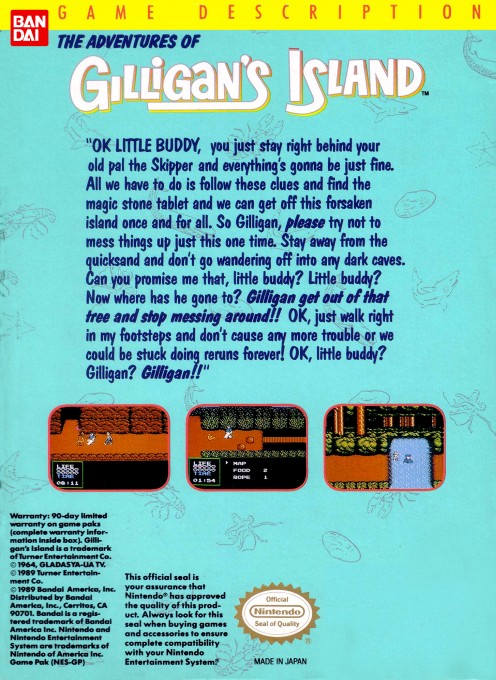 BAN
DAI
GAME DESCRIPTION
THE ADVENTURES OF
GILLIGAN'S ISLAND™
"OK LITTLE BUDDY, you just stay right behind your
old pal the Skipper and everything's gonna be just fine.
All we have to do is follow these clues and find the
magic stone tablet and we can get off this forsaken
island once and for all. So Gilligan, please try not to
mess things up just this one time. Stay away from the
quicksand and don't go wandering off into any dark caves.
Can you promise me that, little buddy? Little buddy?
Now where has he gone to? Gilligan get out of that
tree and stop messing around!! OK, just walk right
in my footsteps and don't cause any more trouble or we
could be stuck doing reruns forever! OK, little buddy?
Gilligan? Gilligan!!"
LIFE
TIME
08:11
LIFE
TIME
01:54
MAP
FOOD 2
ROPE 1
Warranty: 90-day limited
warranty on game paks
(complete warranty infor-
mation inside box). Gilli-
gan's Island is a trademark
of Turner Entertainment Co.
© 1964, GLADASYA-UA TV.
© 1989 Turner Entertain-
ment Co.
© 1989 Bandai America, Inc.
Distributed by Bandai
America, Inc., Cerritos, CA
90701. Bandai is a regis-
tered trademark of Bandai
America Inc. Nintendo and
Nintendo Entertainment
System are trademarks of
Nintendo of America Inc.
Game Pak (NES-GP)
This official seal is
your assurance that
Nintendo® has approved
the quality of this prod-
uct. Always look for this
seal when buying games
and accessories to ensure
complete compatibility
with your Nintendo
Entertainment System.®
Official
Nintendo
Seal of Quality
®
MADE IN JAPAN